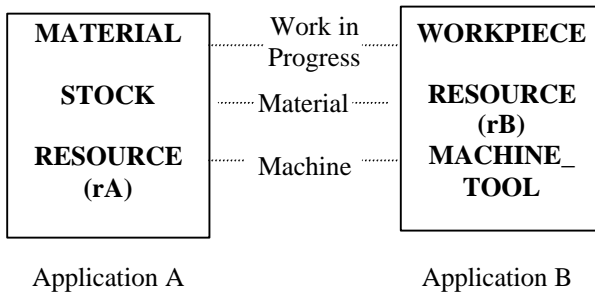 MATERIAL
STOCK
RESOURCE
(rA)
Work in
Progress
Material
Machine
WORKPIECE
RESOURCE
(rB)
MACHINE_
TOOL
Application A
Application B